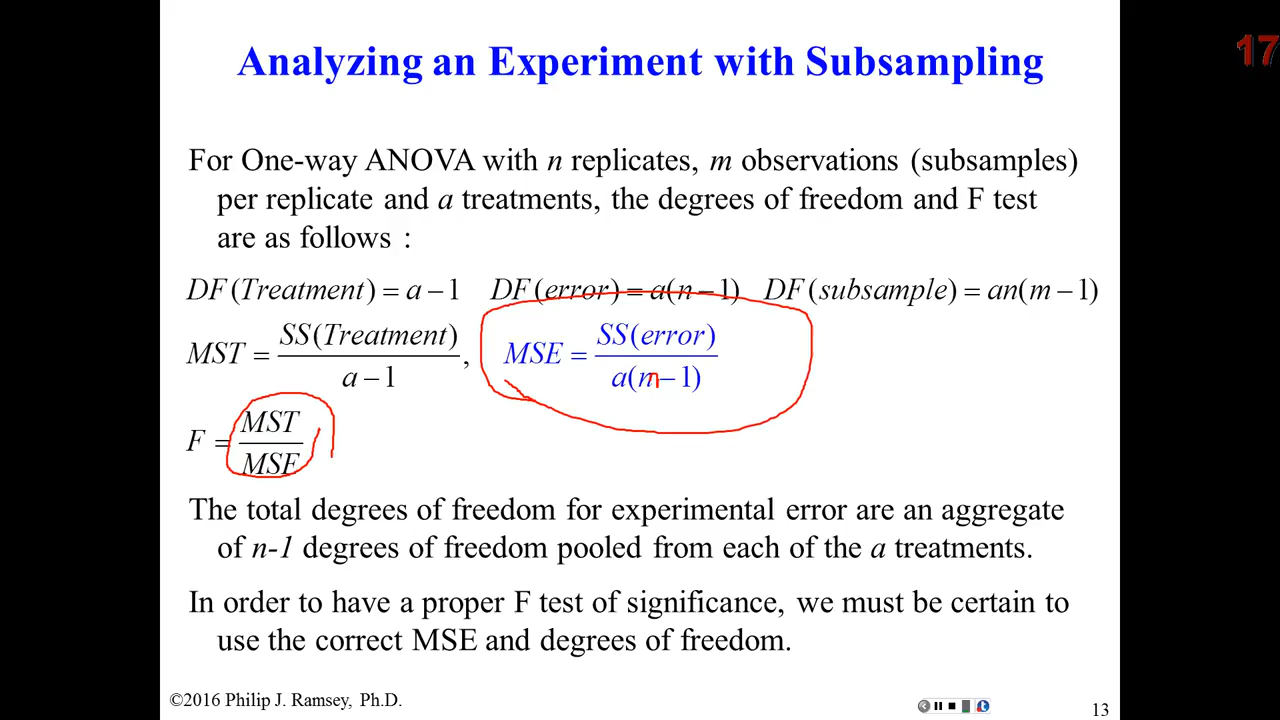 17
Analyzing an Experiment with Subsampling
For One-way ANOVA with n replicates, m observations (subsamples)
per replicate and a treatments, the degrees of freedom and F test
are as follows :
DF(Treatment) = a − 1 DF(error) = a(n − 1) DF(subsample) = an(m − 1)
MST = SS(Treatment) / a − 1 , MSE = SS(error) / a(n − 1)
F = MST / MSE
The total degrees of freedom for experimental error are an aggregate
of n-1 degrees of freedom pooled from each of the a treatments.
In order to have a proper F test of significance, we must be certain to
use the correct MSE and degrees of freedom.
©2016 Philip J. Ramsey, Ph.D.
13